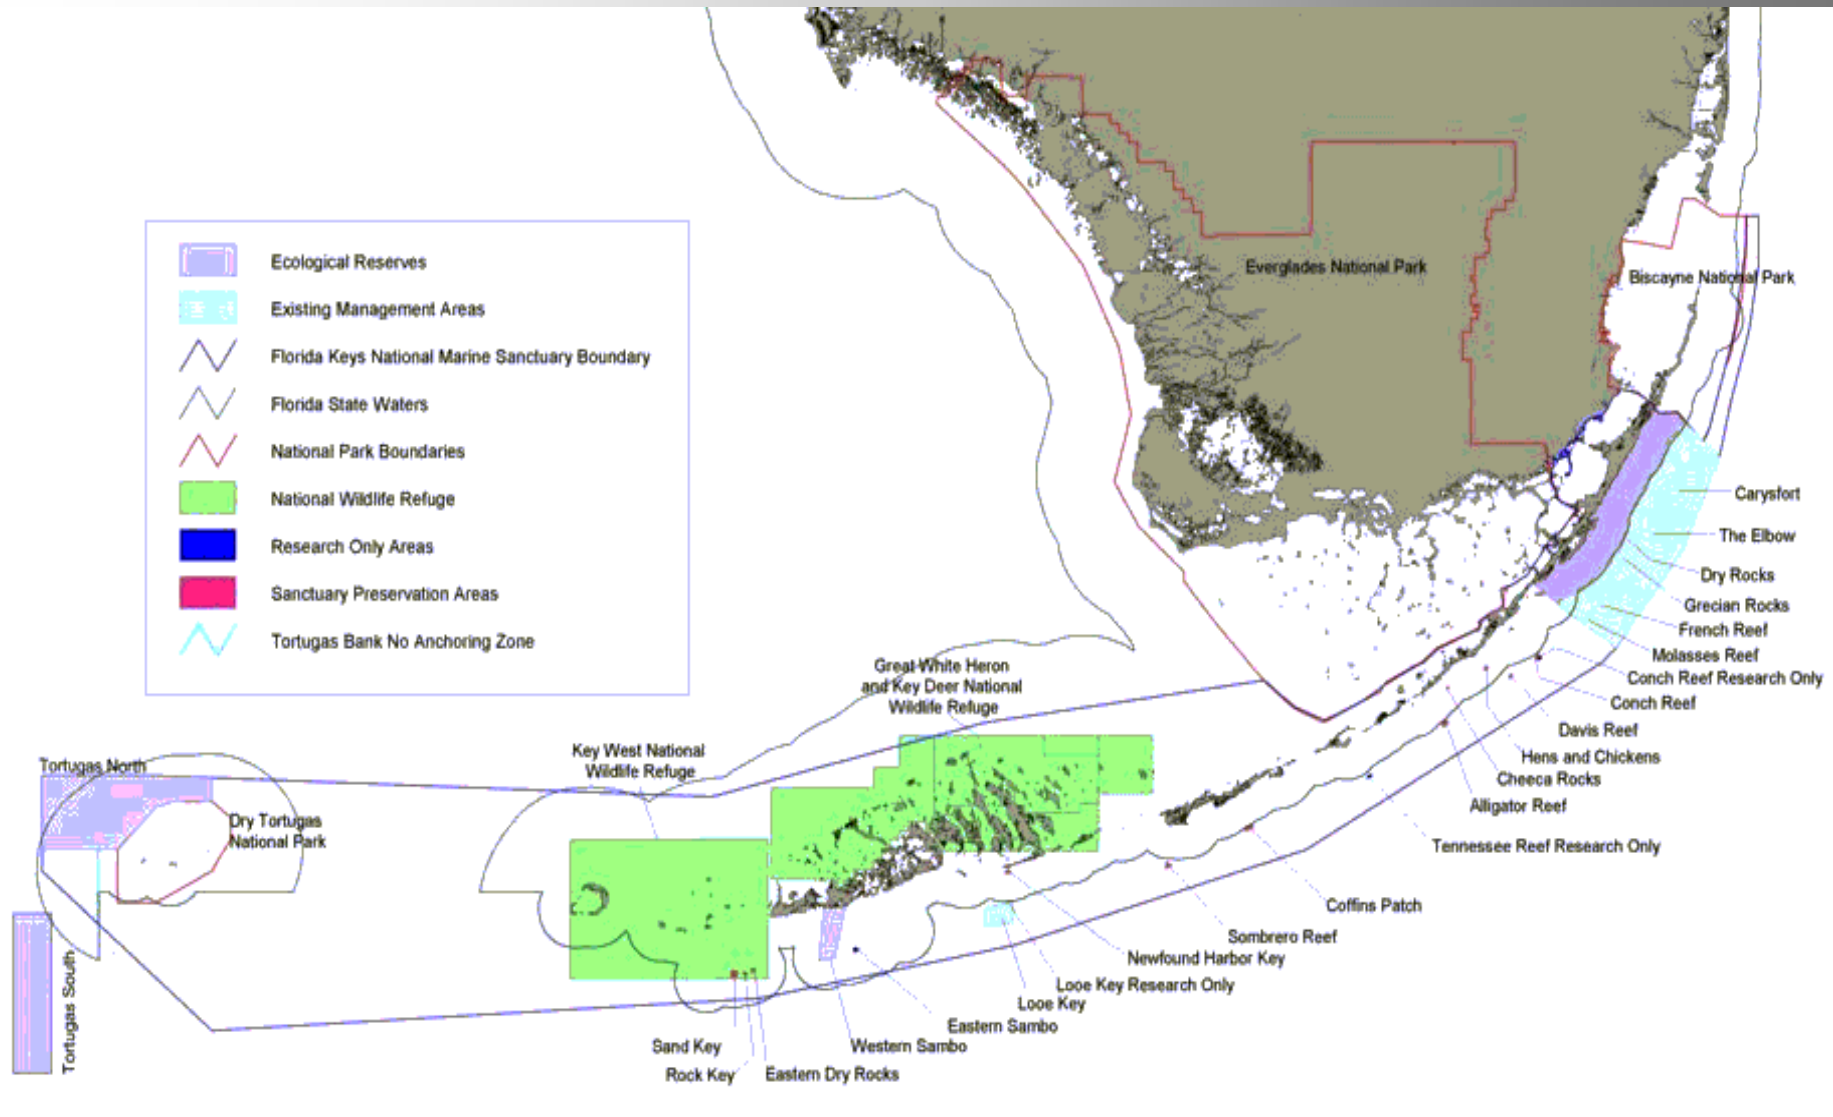 Ecological Reserves
Existing Management Areas
Florida Keys National Marine Sanctuary Boundary
Florida State Waters
National Park Boundaries
National Wildlife Refuge
Research Only Areas
Sanctuary Preservation Areas
Tortugas Bank No Anchoring Zone
Everglades National Park
Biscayne National Park
Carysfort
The Elbow
Dry Rocks
Grecian Rocks
French Reef
Molasses Reef
Conch Reef Research Only
Conch Reef
Davis Reef
Hens and Chickens
Cheeca Rocks
Alligator Reef
Tennessee Reef Research Only
Coffins Patch
Sombrero Reef
Newfound Harbor Key
Looe Key Research Only
Looe Key
Eastern Sambo
Western Sambo
Eastern Dry Rocks
Sand Key
Rock Key
Great White Heron
and Key Deer National
Wildlife Refuge
Key West National
Wildlife Refuge
Tortugas North
Dry Tortugas
National Park
Tortugas South